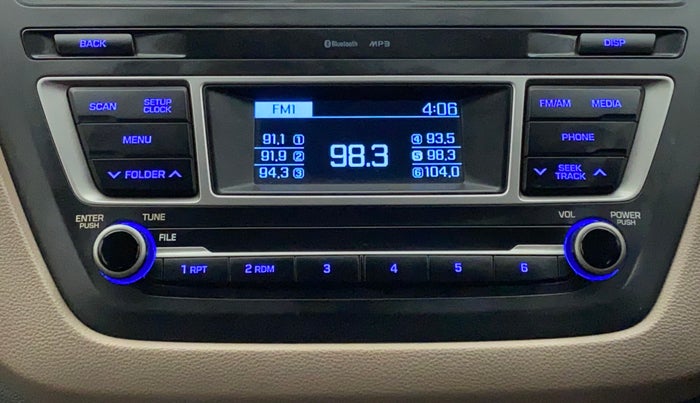 BACK Bluetooth MP3 DISP
SCAN SETUP CLOCK
MENU
FOLDER
FM1 4:06
91.1 1
91.9 2
94.3 3
98.3
4 93.5
5 98.3
6 104.0
FM/AM MEDIA
PHONE
SEEK TRACK
ENTER PUSH TUNE
FILE
VOL POWER PUSH
1 RPT 2 RDM 3 4 5 6